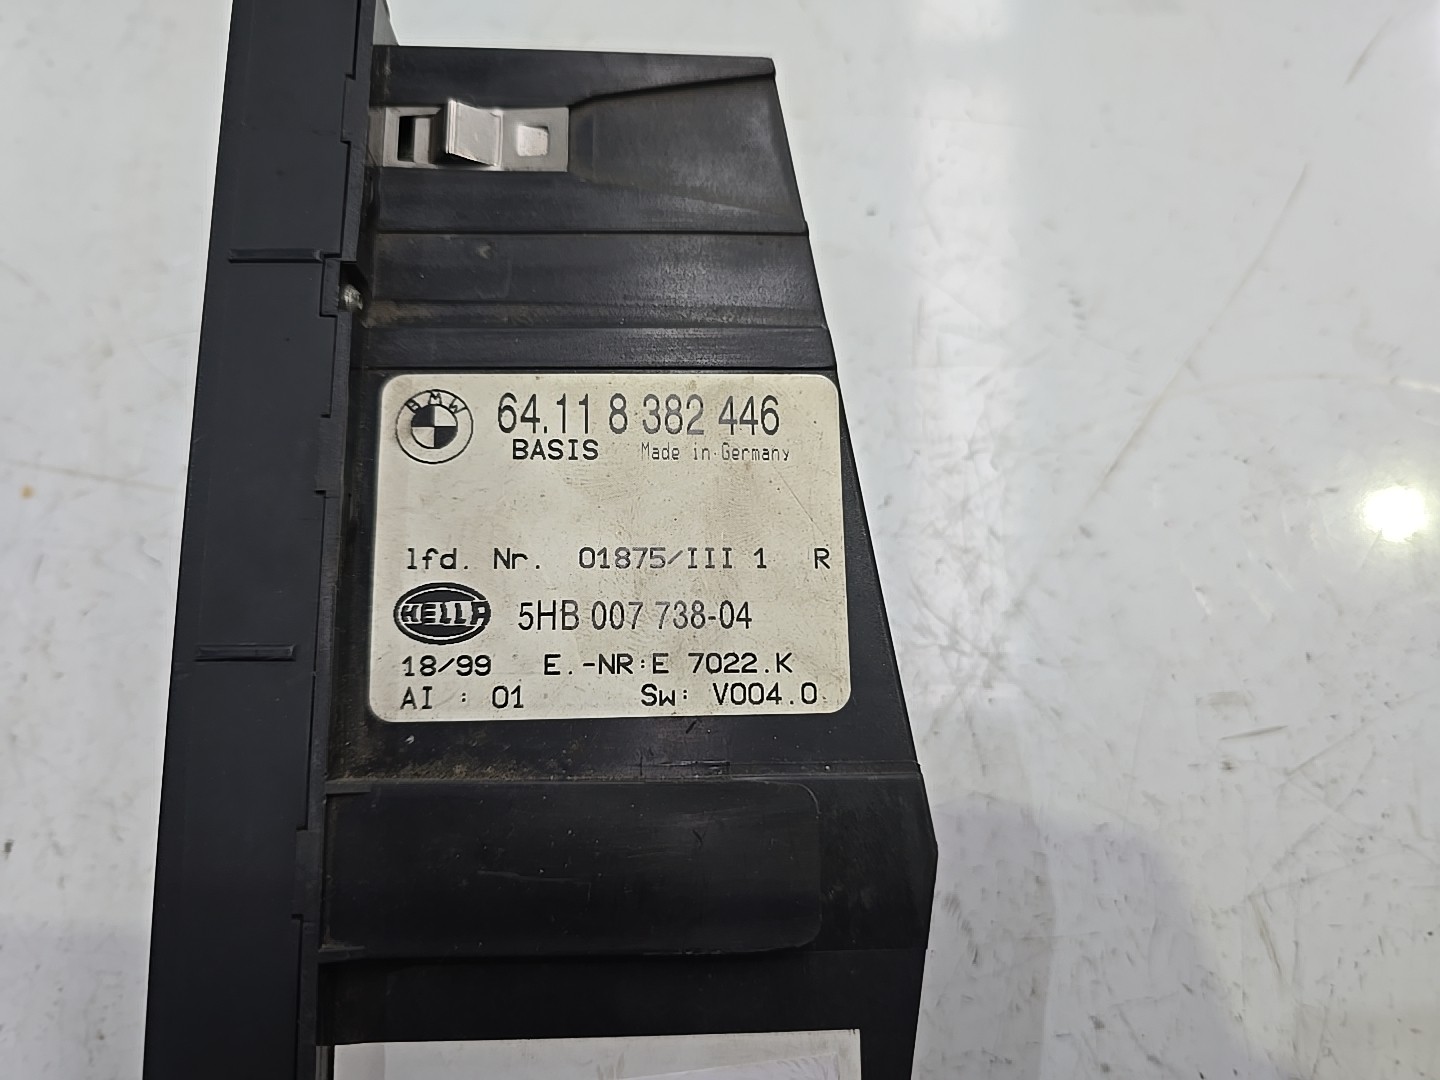 BMW
64.11 8 382 446
BASIS Made in Germany
lfd. Nr. 01875/III 1 R
HELLA 5HB 007 738-04
18/99 E.-NR:E 7022.K
AI : 01 Sw: V004.0